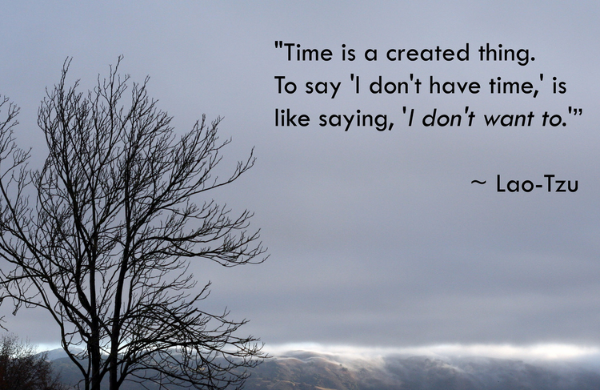 "Time is a created thing.
To say 'I don't have time,' is
like saying, 'I don't want to.'”
~ Lao-Tzu